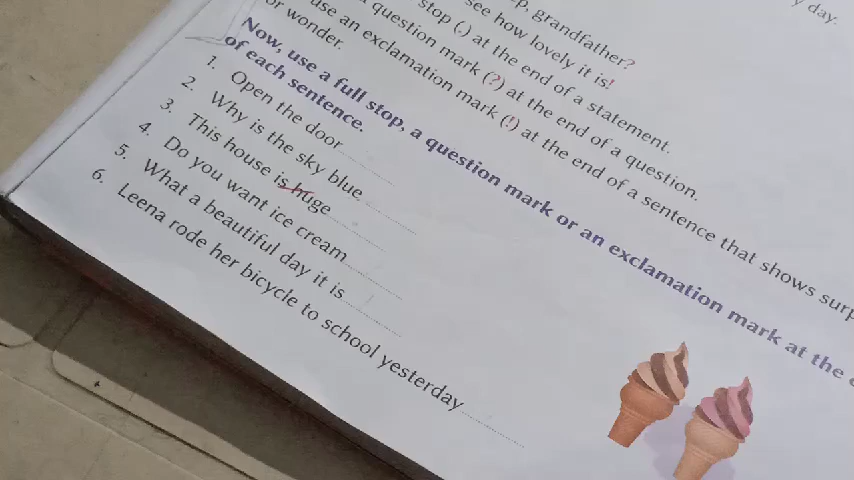 y day.
p, grandfather?
see how lovely it is!
stop (.) at the end of a statement.
question mark (?) at the end of a question.
use an exclamation mark (!) at the end of a sentence that shows surp
or wonder.
Now, use a full stop, a question mark or an exclamation mark at the e
of each sentence.
1. Open the door
2. Why is the sky blue
3. This house is huge
4. Do you want ice cream
5. What a beautiful day it is
6. Leena rode her bicycle to school yesterday